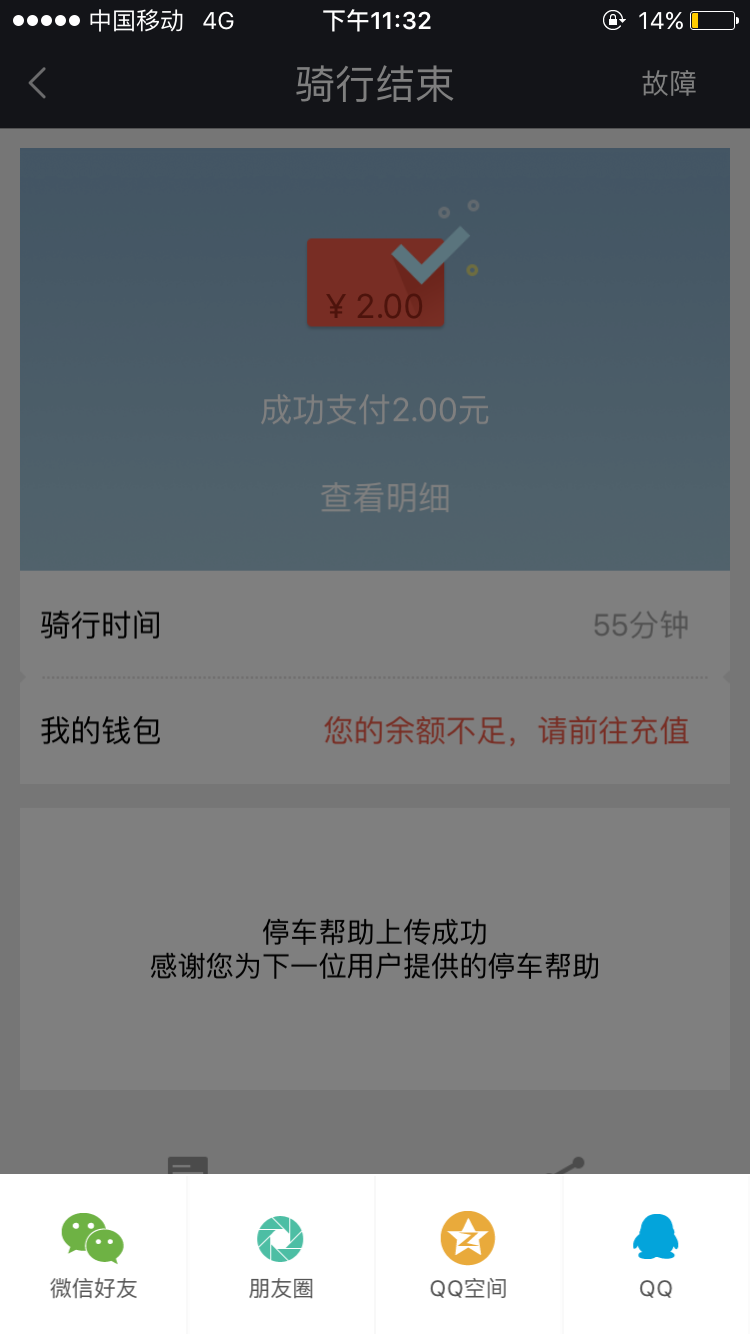 中国移动 4G 下午11:32 14%
骑行结束 故障
¥ 2.00
成功支付2.00元
查看明细
骑行时间 55分钟
我的钱包 您的余额不足，请前往充值
停车帮助上传成功
感谢您为下一位用户提供的停车帮助
微信好友 朋友圈 QQ空间 QQ